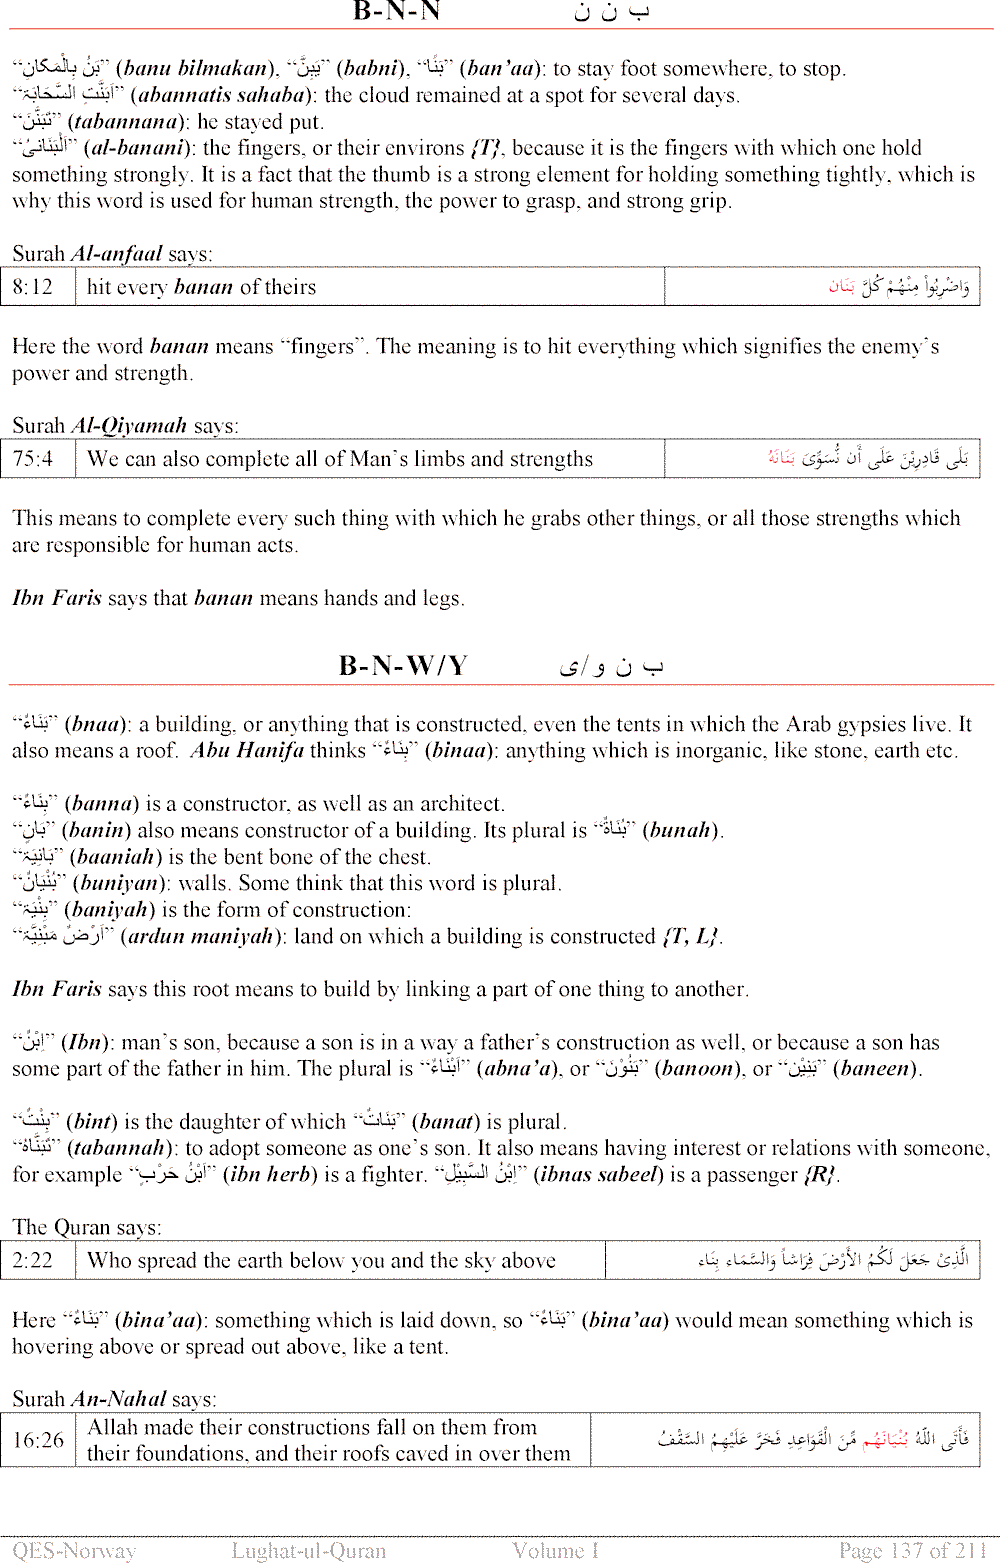 B-N-N ب ن ن
“بَنُ بِالْمَكَانِ” (banu bilmakan), “يَبِنَّ” (babni), “بَنًّا” (ban’aa): to stay foot somewhere, to stop.
“اَبَنَّتِ السَّحَابَۃ” (abannatis sahaba): the cloud remained at a spot for several days.
“تَبَنَّنَ” (tabannana): he stayed put.
“اَلْبَنَانیُ” (al-banani): the fingers, or their environs {T}, because it is the fingers with which one hold
something strongly. It is a fact that the thumb is a strong element for holding something tightly, which is
why this word is used for human strength, the power to grasp, and strong grip.
Surah Al-anfaal says:
8:12 hit every banan of theirs وَاضْرِبُواْ مِنْهُمْ كُلَّ بَنَان
Here the word banan means “fingers”. The meaning is to hit everything which signifies the enemy’s
power and strength.
Surah Al-Qiyamah says:
75:4 We can also complete all of Man’s limbs and strengths بَلَى قَادِرِيْنَ عَلَى أَن نُّسَوِّىَ بَنَانَهُ
This means to complete every such thing with which he grabs other things, or all those strengths which
are responsible for human acts.
Ibn Faris says that banan means hands and legs.
B-N-W/Y ب ن و/ی
“بَنَاءٌ” (bnaa): a building, or anything that is constructed, even the tents in which the Arab gypsies live. It
also means a roof. Abu Hanifa thinks “بِنَاءٌ” (binaa): anything which is inorganic, like stone, earth etc.
“بِنَاءٌ” (banna) is a constructor, as well as an architect.
“بَانٍ” (banin) also means constructor of a building. Its plural is “بُنَاۃٌ” (bunah).
“بَانِیَۃ” (baaniah) is the bent bone of the chest.
“بُنْيَانٌ” (buniyan): walls. Some think that this word is plural.
“بِنْیَۃ” (baniyah) is the form of construction:
“اَرْضٌ مَبْنِیَّۃ” (ardun maniyah): land on which a building is constructed {T, L}.
Ibn Faris says this root means to build by linking a part of one thing to another.
“اِبْنٌ” (Ibn): man’s son, because a son is in a way a father’s construction as well, or because a son has
some part of the father in him. The plural is “اَبْنَاءٌ” (abna’a), or “بَنُوْنَ” (banoon), or “بَنِيْن” (baneen).
“بِنْتٌ” (bint) is the daughter of which “بَنَاتٌ” (banat) is plural.
“تَبَنَّاہُ” (tabannah): to adopt someone as one’s son. It also means having interest or relations with someone,
for example “اَبْنُ حَرْبٍ” (ibn herb) is a fighter. “اِبْنُ السَّبِيْلِ” (ibnas sabeel) is a passenger {R}.
The Quran says:
2:22 Who spread the earth below you and the sky above الَّذِىْ جَعَلَ لَكُمُ الأَرْضَ فِرَاشاً وَالسَّمَاء بِنَاء
Here “بَنَاءٌ” (bina’aa): something which is laid down, so “بَنَاءٌ” (bina’aa) would mean something which is
hovering above or spread out above, like a tent.
Surah An-Nahal says:
16:26 Allah made their constructions fall on them from فَأَتَى اللّهُ بُنْيَانَهُم مِّنَ الْقَوَاعِدِ فَخَرَّ عَلَيْهِمُ السَّقْفُ
their foundations, and their roofs caved in over them
QES-Norway Lughat-ul-Quran Volume I Page 137 of 211